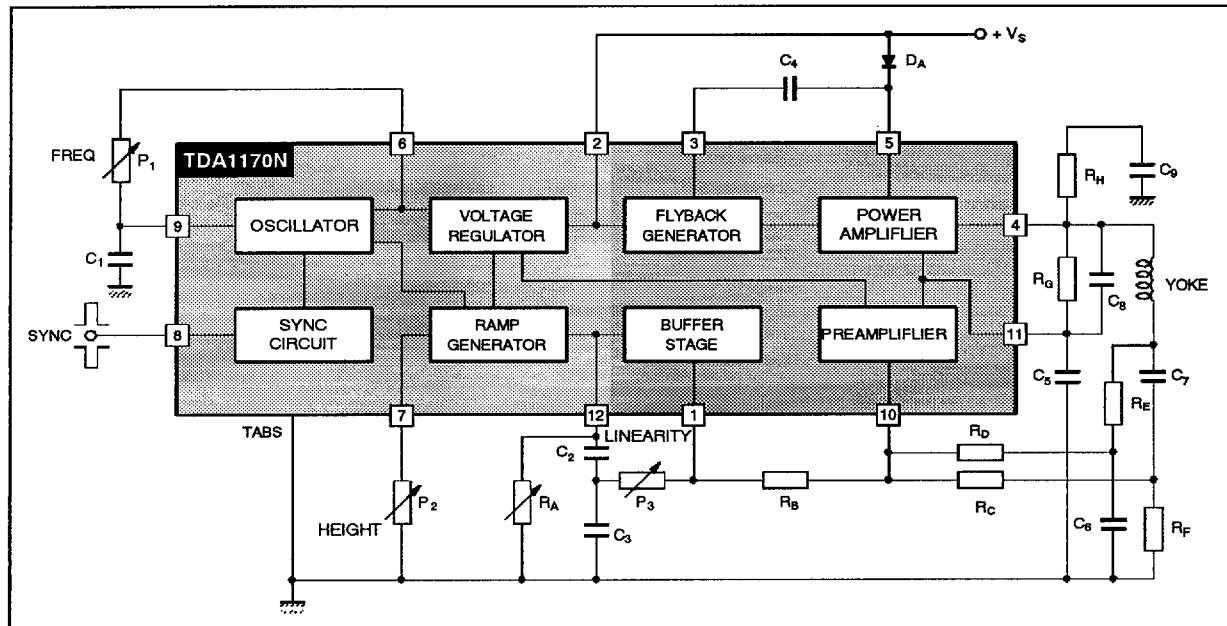 + VS
C4
DA
6
2
3
5
FREQ
P1
TDA1170N
RH
C9
OSCILLATOR
VOLTAGE
REGULATOR
FLYBACK
GENERATOR
POWER
AMPLIFLIER
9
4
C1
RG
C8
YOKE
SYNC
8
SYNC
CIRCUIT
RAMP
GENERATOR
BUFFER
STAGE
PREAMPLIFLIER
11
C5
C7
RE
7
12
1
10
TABS
LINEARITY
C2
RD
P2
RA
P3
RB
RC
HEIGHT
C3
C6
RF